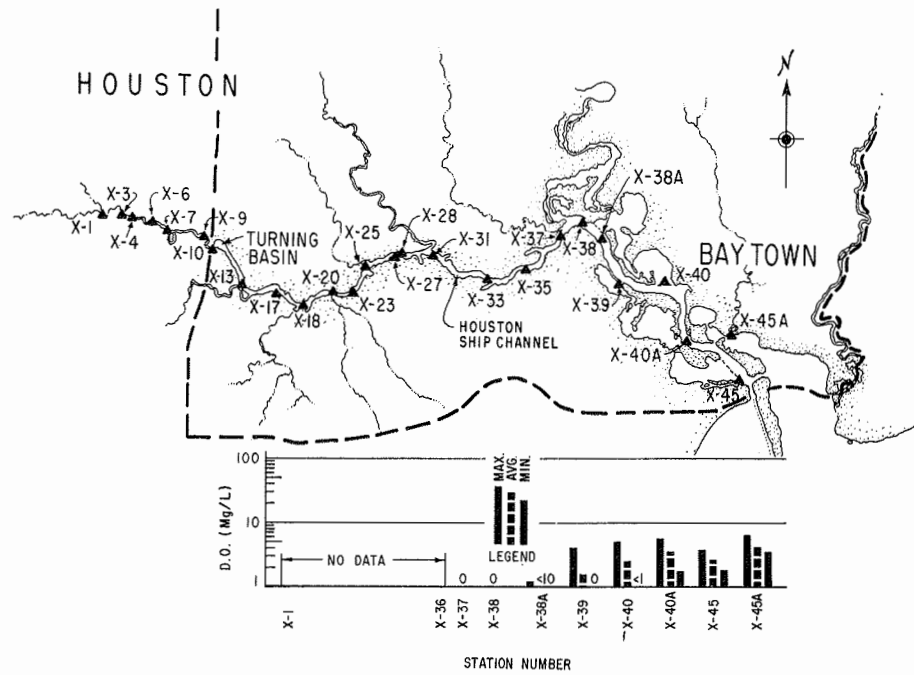 HOUSTON
N
X-1
X-3
X-4
X-6
X-7
X-9
X-10
TURNING
BASIN
X-13
X-17
X-18
X-20
X-23
X-25
X-27
X-28
X-31
X-33
X-35
X-37
X-38
X-38A
X-39
X-40
BAYTOWN
X-40A
X-45A
X-45
HOUSTON
SHIP CHANNEL
D.O. (Mg/L)
100
10
1
NO DATA
MAX.
AVG.
MIN.
LEGEND
0
0
<10
0
<1
X-1
X-36
X-37
X-38
X-38A
X-39
X-40
X-40A
X-45
X-45A
STATION NUMBER